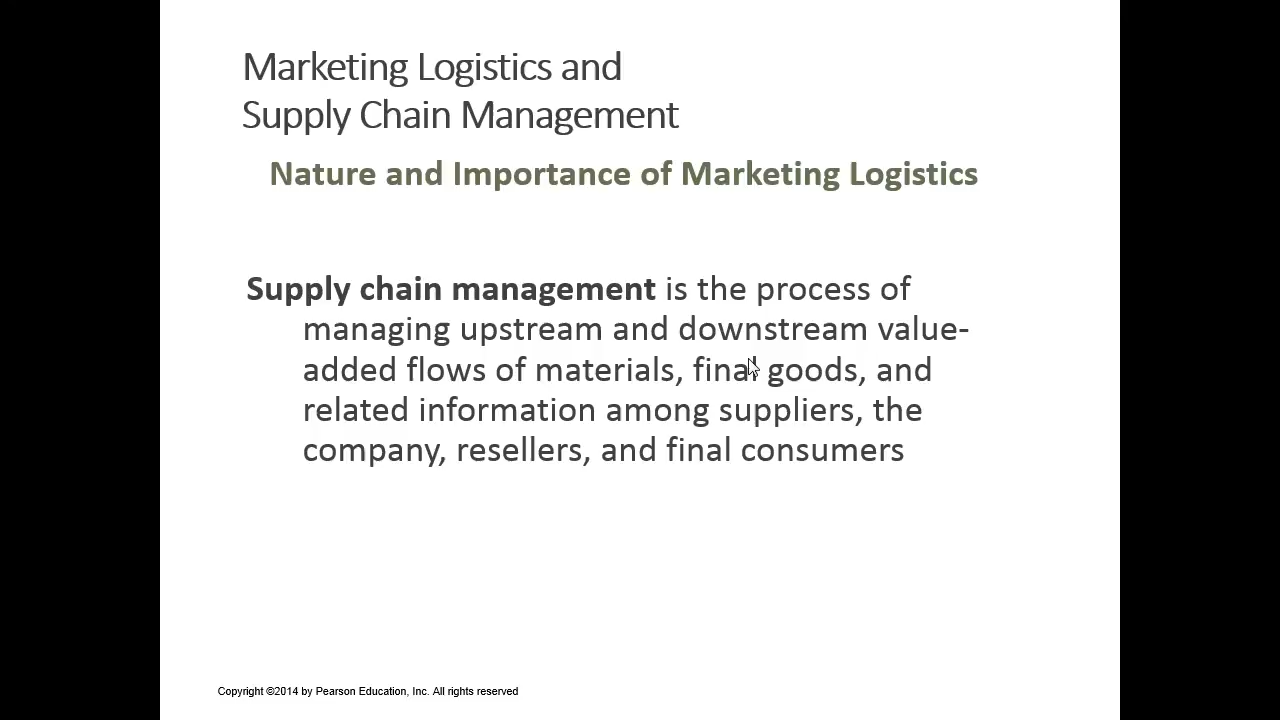 Marketing Logistics and
Supply Chain Management
Nature and Importance of Marketing Logistics
Supply chain management is the process of
managing upstream and downstream value-
added flows of materials, final goods, and
related information among suppliers, the
company, resellers, and final consumers
Copyright ©2014 by Pearson Education, Inc. All rights reserved